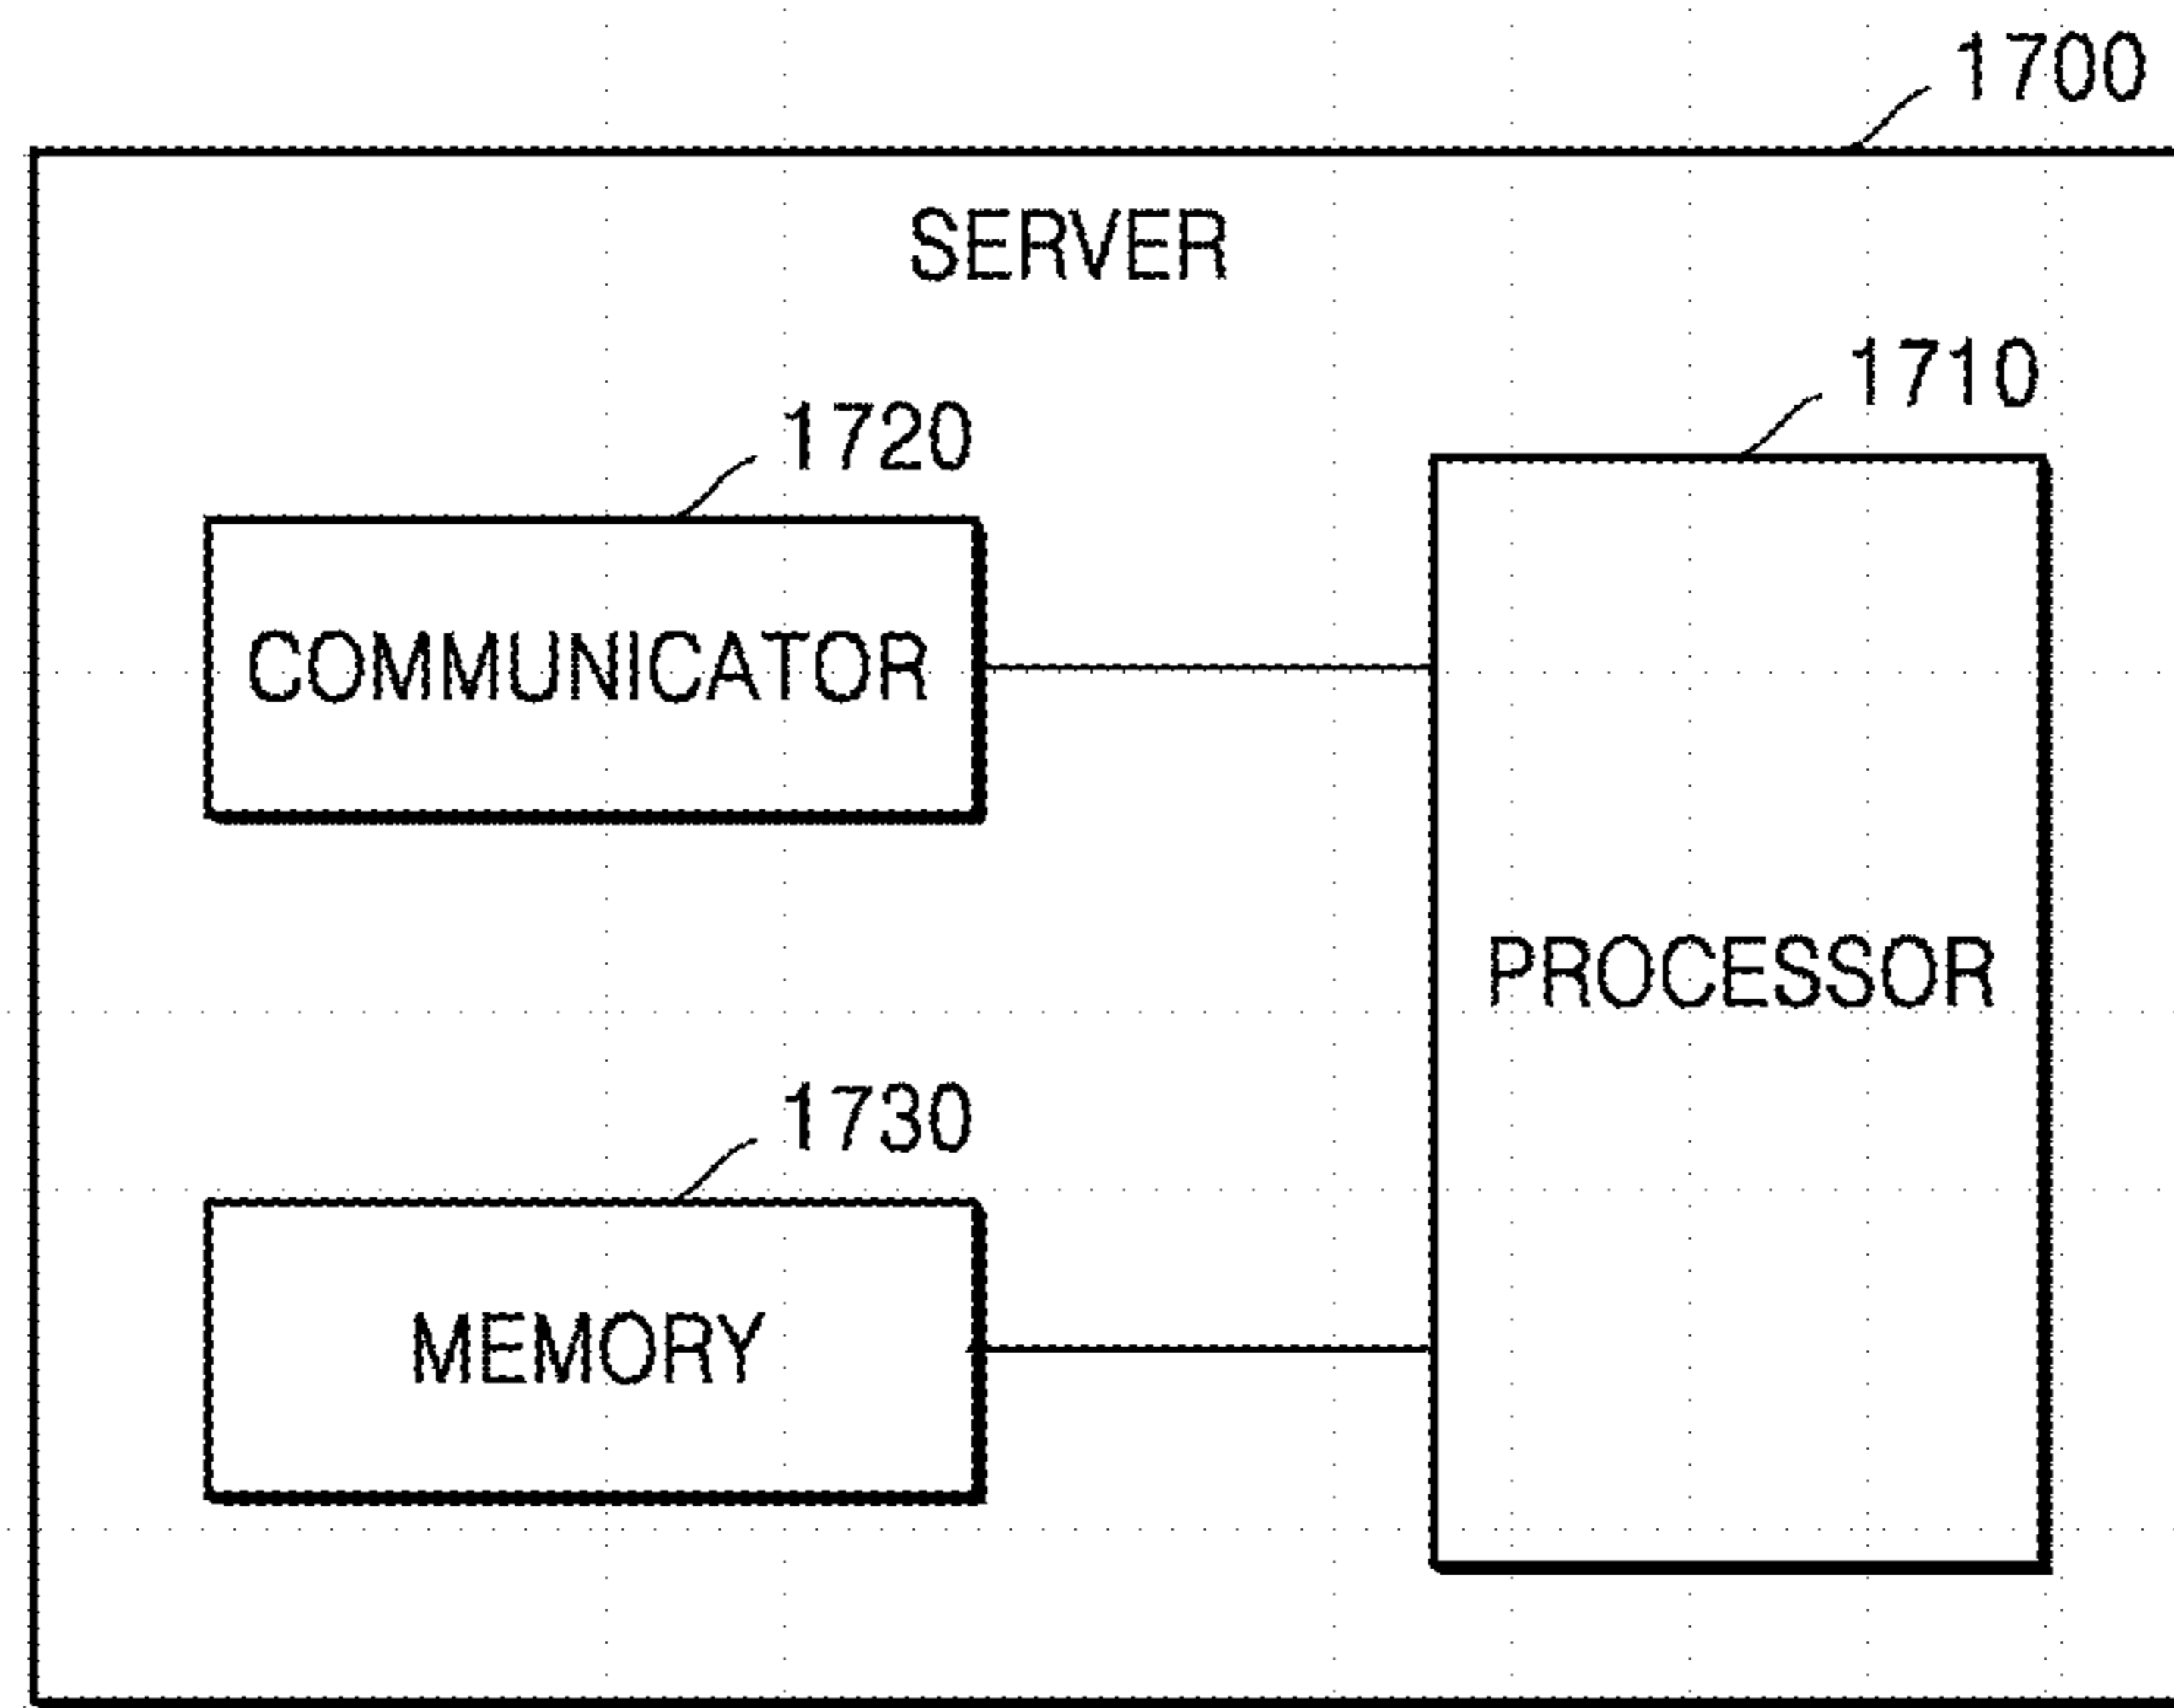 1700
SERVER
1710
1720
COMMUNICATOR
PROCESSOR
1730
MEMORY